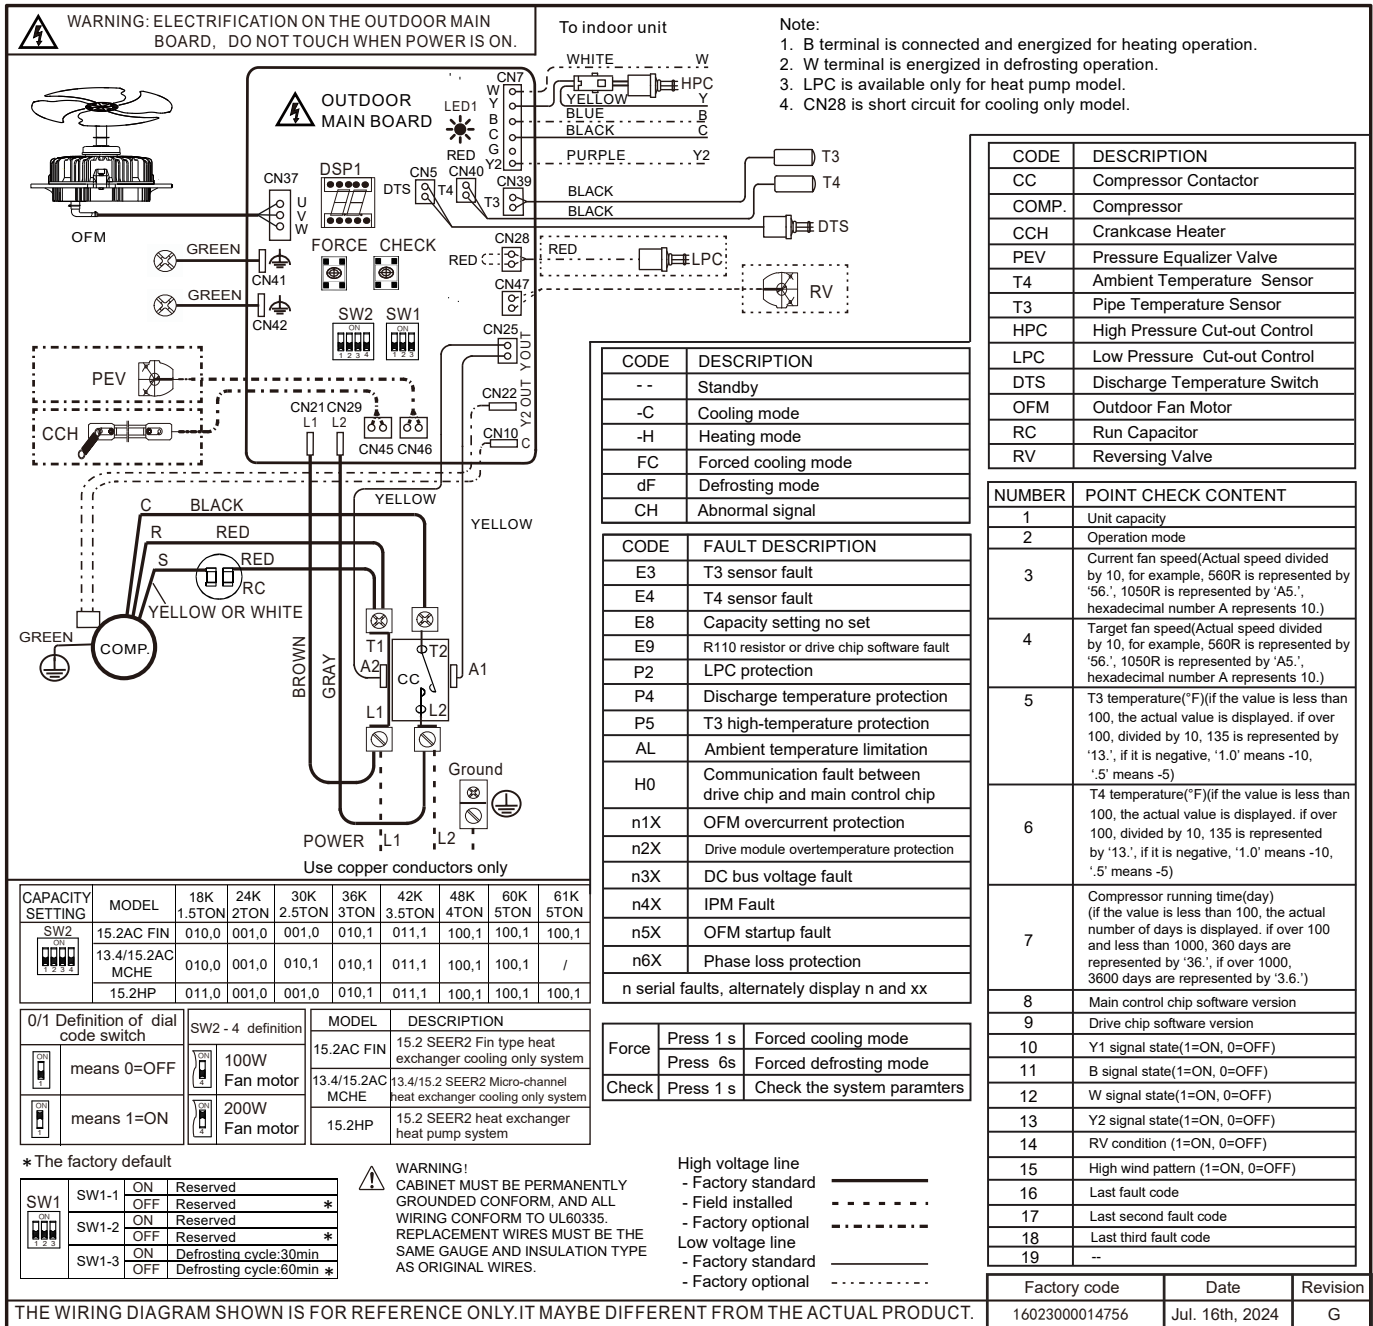 WARNING: ELECTRIFICATION ON THE OUTDOOR MAIN
BOARD, DO NOT TOUCH WHEN POWER IS ON.
To indoor unit
Note:
1. B terminal is connected and energized for heating operation.
2. W terminal is energized in defrosting operation.
3. LPC is available only for heat pump model.
4. CN28 is short circuit for cooling only model.
OUTDOOR
MAIN BOARD
LED1
CN7
W
Y
B
C
G
Y2
WHITE W
HPC
YELLOW Y
BLUE B
BLACK C
PURPLE Y2
RED
CN5
CN40
CN39
DTS
T4
T3
BLACK
BLACK
T3
T4
DTS
CN37
U
V
W
DSP1
OFM
GREEN
CN41
GREEN
CN42
FORCE CHECK
CN28
RED
RED
LPC
CN47
RV
SW2 SW1
ON
1 2 3 4
ON
1 2 3
CN25
Y OUT
PEV
CCH
CN21 CN29
L1 L2
CN45 CN46
CN22
Y2 OUT
CN10
C
YELLOW
YELLOW
C BLACK
R RED
S RED
RC
YELLOW OR WHITE
GREEN
COMP.
BROWN
GRAY
T1
T2
A2
CC
A1
L1
L2
Ground
POWER L1 L2
Use copper conductors only
CODE DESCRIPTION
- - Standby
-C Cooling mode
-H Heating mode
FC Forced cooling mode
dF Defrosting mode
CH Abnormal signal
CODE FAULT DESCRIPTION
E3 T3 sensor fault
E4 T4 sensor fault
E8 Capacity setting no set
E9 R110 resistor or drive chip software fault
P2 LPC protection
P4 Discharge temperature protection
P5 T3 high-temperature protection
AL Ambient temperature limitation
H0 Communication fault between
drive chip and main control chip
n1X OFM overcurrent protection
n2X Drive module overtemperature protection
n3X DC bus voltage fault
n4X IPM Fault
n5X OFM startup fault
n6X Phase loss protection
n serial faults, alternately display n and xx
Force Press 1 s Forced cooling mode
Press 6s Forced defrosting mode
Check Press 1 s Check the system paramters
CODE DESCRIPTION
CC Compressor Contactor
COMP. Compressor
CCH Crankcase Heater
PEV Pressure Equalizer Valve
T4 Ambient Temperature Sensor
T3 Pipe Temperature Sensor
HPC High Pressure Cut-out Control
LPC Low Pressure Cut-out Control
DTS Discharge Temperature Switch
OFM Outdoor Fan Motor
RC Run Capacitor
RV Reversing Valve
NUMBER POINT CHECK CONTENT
1 Unit capacity
2 Operation mode
3 Current fan speed(Actual speed divided
by 10, for example, 560R is represented by
'56.', 1050R is represented by 'A5.',
hexadecimal number A represents 10.)
4 Target fan speed(Actual speed divided
by 10, for example, 560R is represented by
'56.', 1050R is represented by 'A5.',
hexadecimal number A represents 10.)
5 T3 temperature(°F)(if the value is less than
100, the actual value is displayed. if over
100, divided by 10, 135 is represented by
'13.', if it is negative, '1.0' means -10,
'.5' means -5)
6 T4 temperature(°F)(if the value is less than
100, the actual value is displayed. if over
100, divided by 10, 135 is represented
by '13.', if it is negative, '1.0' means -10,
'.5' means -5)
7 Compressor running time(day)
(if the value is less than 100, the actual
number of days is displayed. if over 100
and less than 1000, 360 days are
represented by '36.', if over 1000,
3600 days are represented by '3.6.')
8 Main control chip software version
9 Drive chip software version
10 Y1 signal state(1=ON, 0=OFF)
11 B signal state(1=ON, 0=OFF)
12 W signal state(1=ON, 0=OFF)
13 Y2 signal state(1=ON, 0=OFF)
14 RV condition (1=ON, 0=OFF)
15 High wind pattern (1=ON, 0=OFF)
16 Last fault code
17 Last second fault code
18 Last third fault code
19 --
CAPACITY SETTING MODEL 18K 1.5TON 24K 2TON 30K 2.5TON 36K 3TON 42K 3.5TON 48K 4TON 60K 5TON 61K 5TON
SW2
ON
1 2 3 4
15.2AC FIN 010,0 001,0 001,0 010,1 011,1 100,1 100,1 100,1
13.4/15.2AC MCHE 010,0 001,0 010,1 010,1 011,1 100,1 100,1 /
15.2HP 011,0 001,0 001,0 010,1 011,1 100,1 100,1 100,1
0/1 Definition of dial
code switch
ON
1
means 0=OFF
ON
1
means 1=ON
SW2 - 4 definition
ON
4
100W
Fan motor
ON
4
200W
Fan motor
MODEL DESCRIPTION
15.2AC FIN 15.2 SEER2 Fin type heat
exchanger cooling only system
13.4/15.2AC MCHE 13.4/15.2 SEER2 Micro-channel
heat exchanger cooling only system
15.2HP 15.2 SEER2 heat exchanger
heat pump system
*The factory default
SW1
ON
1 2 3
SW1-1 ON Reserved
OFF Reserved *
SW1-2 ON Reserved
OFF Reserved *
SW1-3 ON Defrosting cycle:30min
OFF Defrosting cycle:60min *
WARNING!
CABINET MUST BE PERMANENTLY
GROUNDED CONFORM, AND ALL
WIRING CONFORM TO UL60335.
REPLACEMENT WIRES MUST BE THE
SAME GAUGE AND INSULATION TYPE
AS ORIGINAL WIRES.
High voltage line
- Factory standard
- Field installed
- Factory optional
Low voltage line
- Factory standard
- Factory optional
Factory code Date Revision
16023000014756 Jul. 16th, 2024 G
THE WIRING DIAGRAM SHOWN IS FOR REFERENCE ONLY.IT MAYBE DIFFERENT FROM THE ACTUAL PRODUCT.